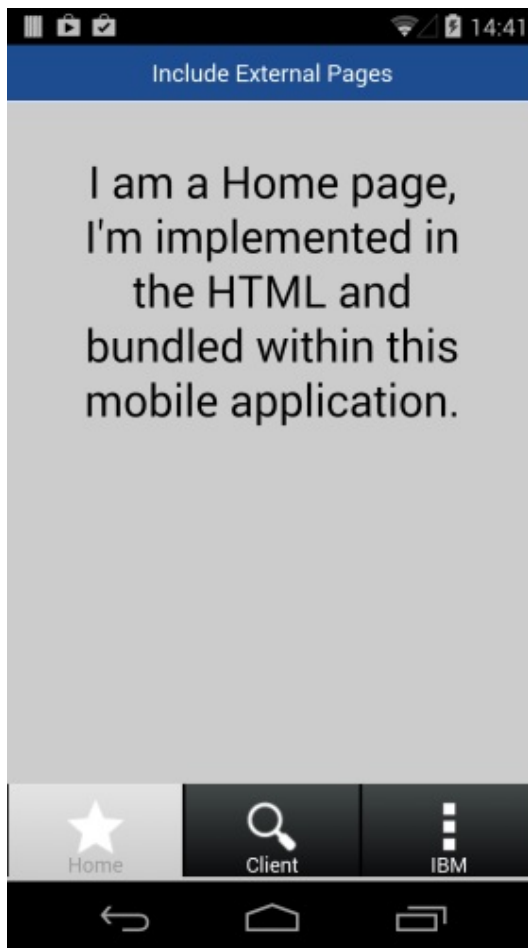 14:41
Include External Pages
I am a Home page,
I'm implemented in
the HTML and
bundled within this
mobile application.
Home
Client
IBM